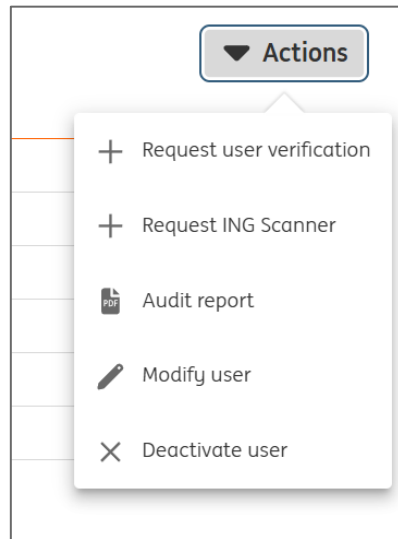 Actions
Request user verification
Request ING Scanner
PDF
Audit report
Modify user
Deactivate user